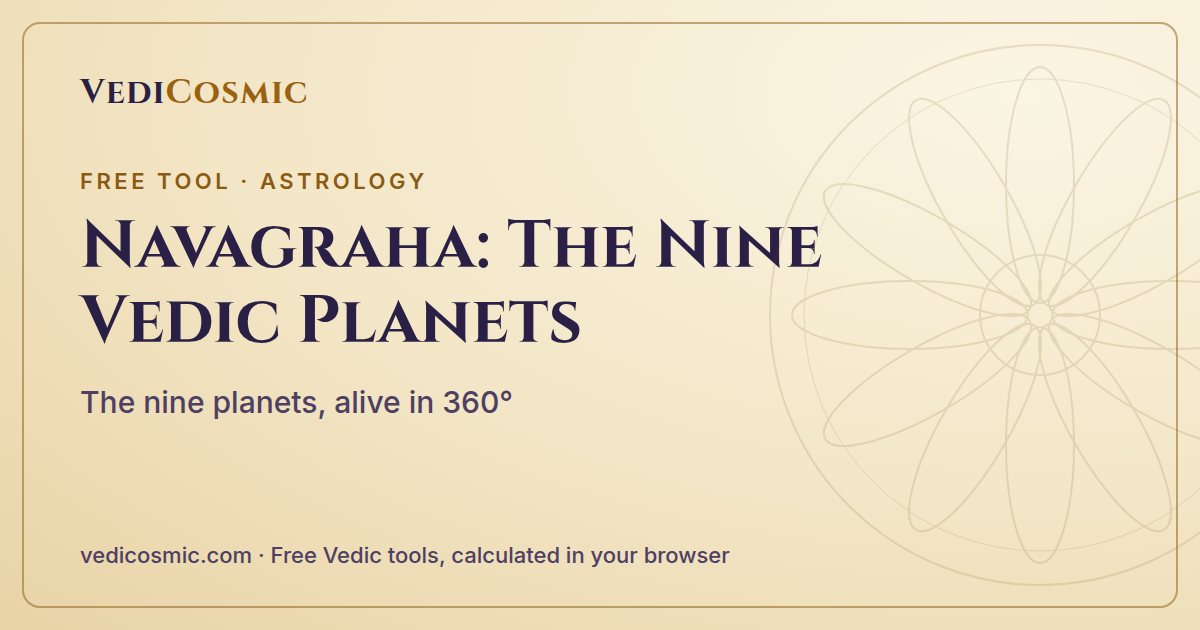 VediCosmic
FREE TOOL · ASTROLOGY
Navagraha: The Nine
Vedic Planets
The nine planets, alive in 360°
vedicosmic.com · Free Vedic tools, calculated in your browser